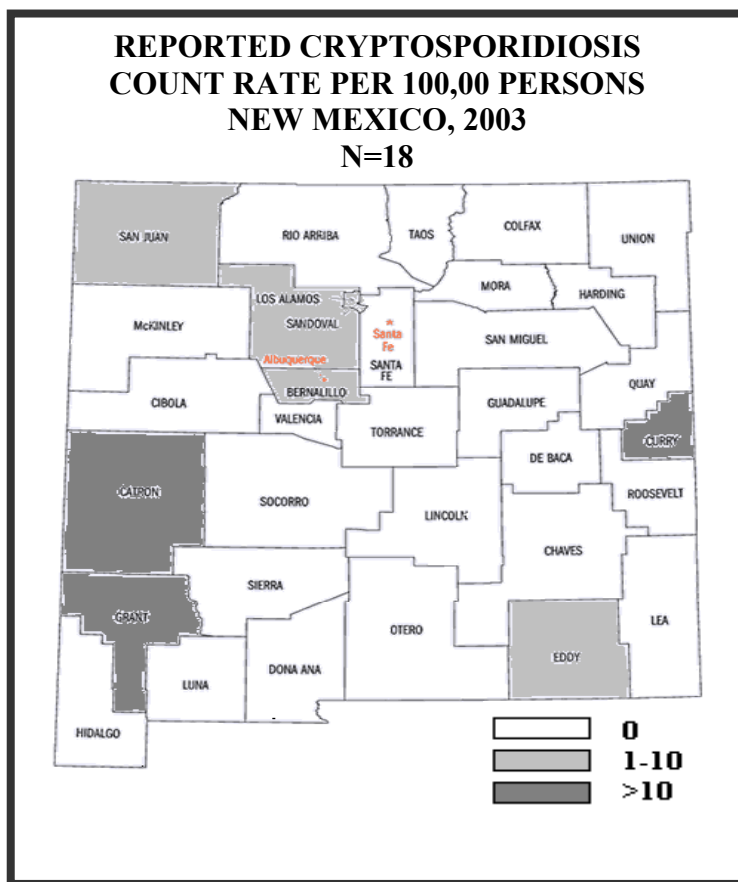 REPORTED CRYPTOSPORIDIOSIS
COUNT RATE PER 100,00 PERSONS
NEW MEXICO, 2003
N=18
SAN JUAN
RIO ARRIBA
TAOS
COLFAX
UNION
LOS ALAMOS
MORA
HARDING
McKINLEY
SANDOVAL
Santa
Fe
SANTA
FE
SAN MIGUEL
Albuquerque
BERNALILLO
QUAY
CIBOLA
VALENCIA
TORRANCE
GUADALUPE
CURRY
DE BACA
CATRON
SOCORRO
LINCOLN
ROOSEVELT
CHAVES
SIERRA
GRANT
OTERO
LEA
EDDY
LUNA
DONA ANA
HIDALGO
0
1-10
>10